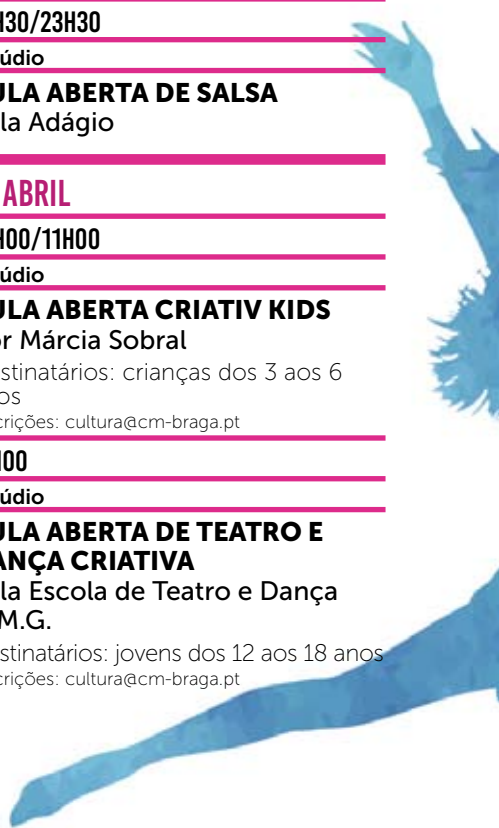 H30/23H30
údio
ULA ABERTA DE SALSA
la Adágio
ABRIL
H00/11H00
údio
ULA ABERTA CRIATIV KIDS
r Márcia Sobral
stinatários: crianças dos 3 aos 6
os
crições: cultura@cm-braga.pt
H00
údio
ULA ABERTA DE TEATRO E
ANÇA CRIATIVA
la Escola de Teatro e Dança
.M.G.
stinatários: jovens dos 12 aos 18 anos
crições: cultura@cm-braga.pt